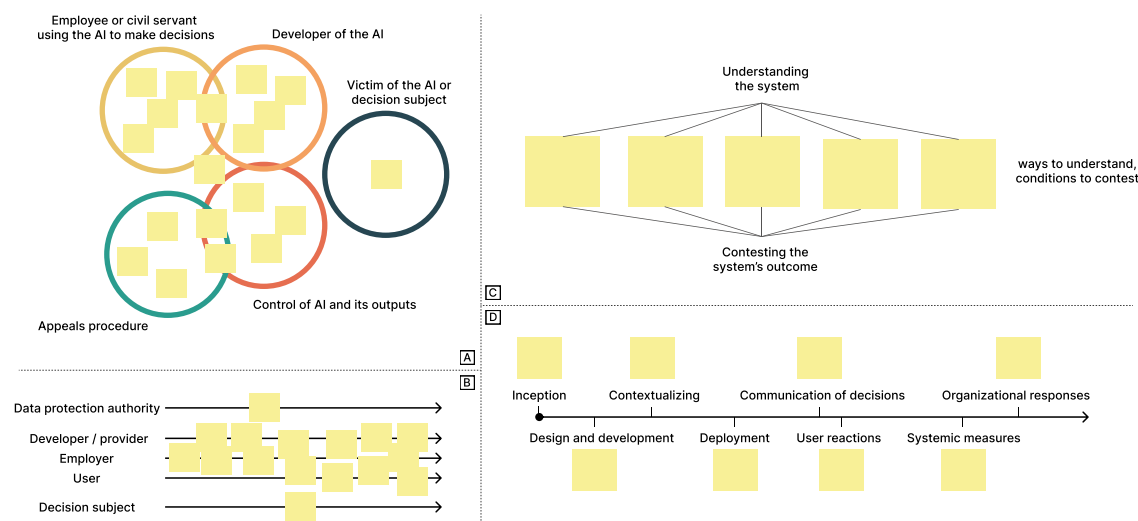 Employee or civil servant
using the AI to make decisions
Developer of the AI
Victim of the AI or
decision subject
Control of AI and its outputs
Appeals procedure
A
B
Data protection authority
Developer / provider
Employer
User
Decision subject
Understanding
the system
ways to understand,
conditions to contest
Contesting the
system's outcome
C
D
Inception
Contextualizing
Communication of decisions
Organizational responses
Design and development
Deployment
User reactions
Systemic measures